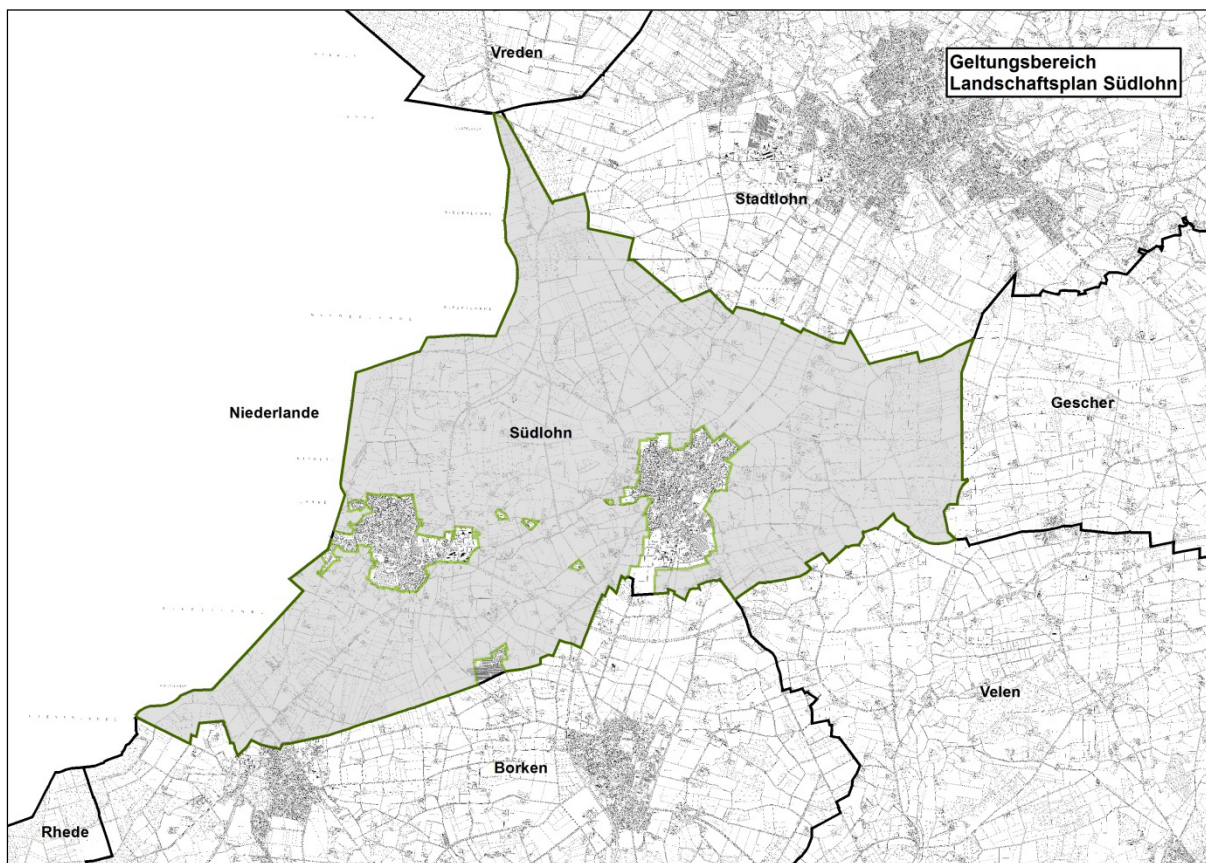 Vreden
Geltungsbereich
Landschaftsplan Südlohn
Stadtlohn
Niederlande
Südlohn
Gescher
Velen
Borken
Rhede